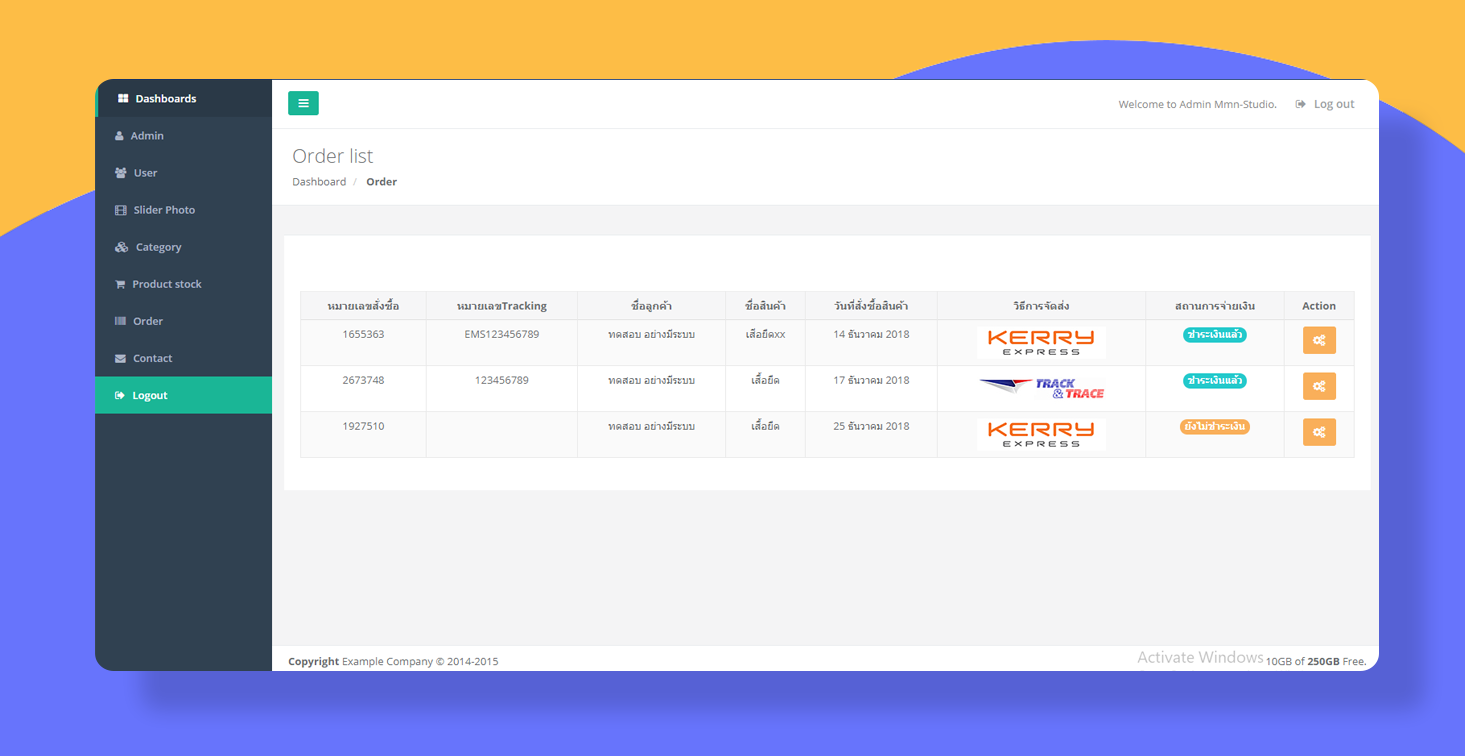 Dashboards
Admin
User
Slider Photo
Category
Product stock
Order
Contact
Logout
Welcome to Admin Mmn-Studio. Log out
Order list
Dashboard / Order
หมายเลขสั่งซื้อ หมายเลขTracking ชื่อลูกค้า ชื่อสินค้า วันที่สั่งซื้อสินค้า วิธีการจัดส่ง สถานการจ่ายเงิน Action
1655363 EMS123456789 ทดสอบ อย่างมีระบบ เสื้อยืดxx 14 ธันวาคม 2018 KERRY EXPRESS ชำระเงินแล้ว
2673748 123456789 ทดสอบ อย่างมีระบบ เสื้อยืด 17 ธันวาคม 2018 TRACK & TRACE ชำระเงินแล้ว
1927510 ทดสอบ อย่างมีระบบ เสื้อยืด 25 ธันวาคม 2018 KERRY EXPRESS ยังไม่ชำระเงิน
Copyright Example Company © 2014-2015
Activate Windows 10GB of 250GB Free.